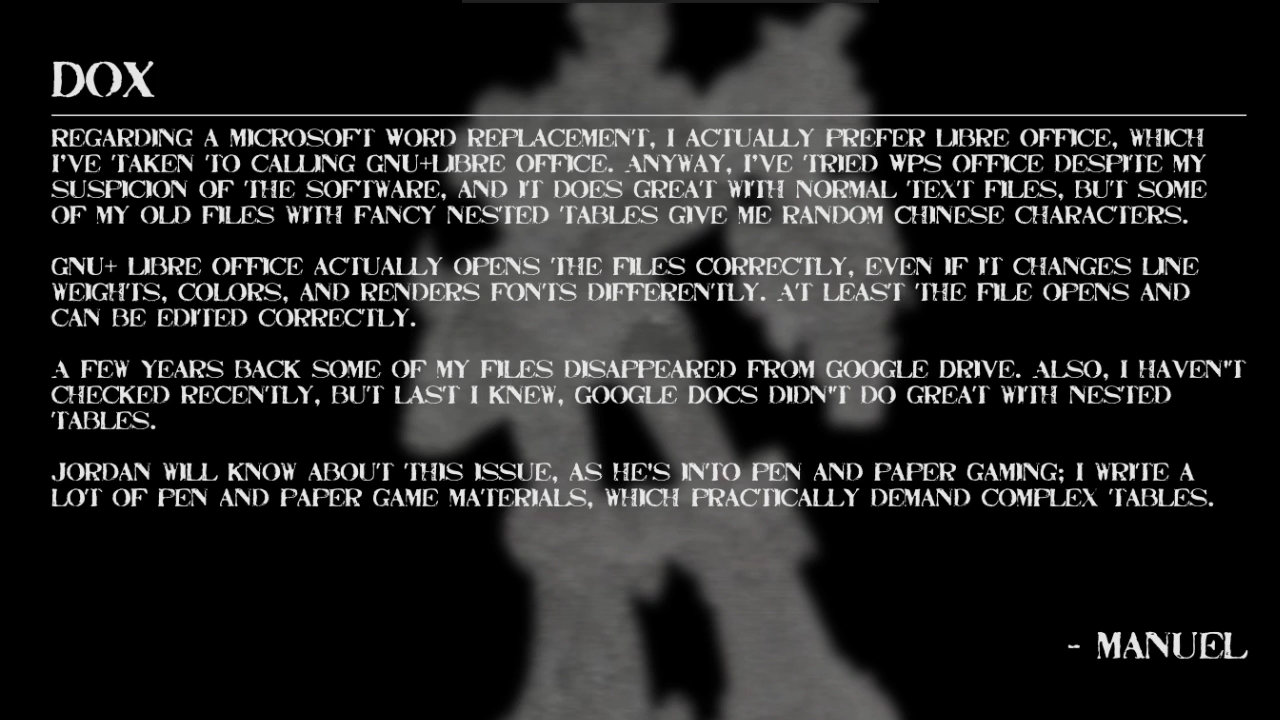 DOX
REGARDING A MICROSOFT WORD REPLACEMENT, I ACTUALLY PREFER LIBRE OFFICE, WHICH
I'VE TAKEN TO CALLING GNU+LIBRE OFFICE. ANYWAY, I'VE TRIED WPS OFFICE DESPITE MY
SUSPICION OF THE SOFTWARE, AND IT DOES GREAT WITH NORMAL TEXT FILES, BUT SOME
OF MY OLD FILES WITH FANCY NESTED TABLES GIVE ME RANDOM CHINESE CHARACTERS.
GNU+ LIBRE OFFICE ACTUALLY OPENS THE FILES CORRECTLY, EVEN IF IT CHANGES LINE
WEIGHTS, COLORS, AND RENDERS FONTS DIFFERENTLY. AT LEAST THE FILE OPENS AND
CAN BE EDITED CORRECTLY.
A FEW YEARS BACK SOME OF MY FILES DISAPPEARED FROM GOOGLE DRIVE. ALSO, I HAVEN"T
CHECKED RECENTLY, BUT LAST I KNEW, GOOGLE DOCS DIDN"T DO GREAT WITH NESTED
TABLES.
JORDAN WILL KNOW ABOUT THIS ISSUE, AS HE'S INTO PEN AND PAPER GAMING; I WRITE A
LOT OF PEN AND PAPER GAME MATERIALS, WHICH PRACTICALLY DEMAND COMPLEX TABLES.
- MANUEL